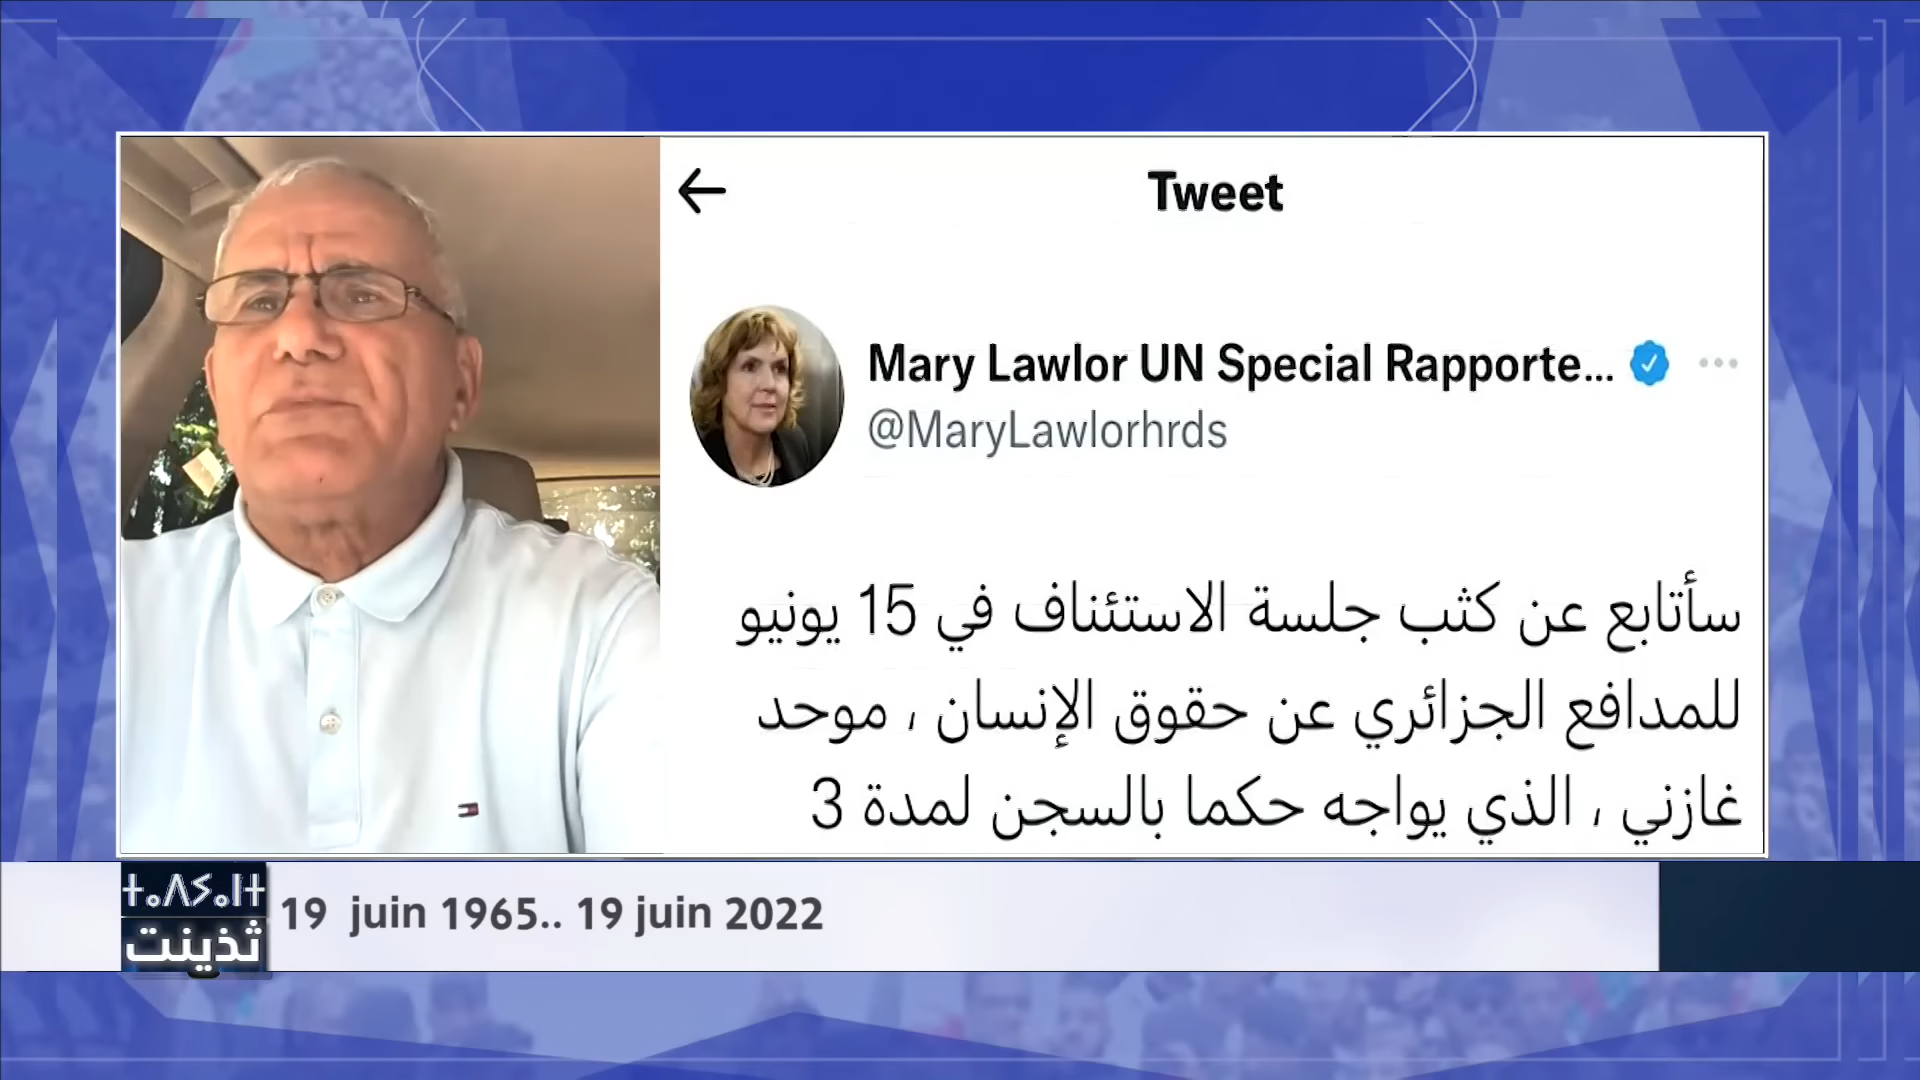 Tweet
Mary Lawlor UN Special Rapporte...
@MaryLawlorhrds
سأتابع عن كثب جلسة الاستئناف في 15 يونيو
للمدافع الجزائري عن حقوق الإنسان ، موحد
غازني ، الذي يواجه حكما بالسجن لمدة 3
ⵜⴰⴷⵢⴰⵏⵜ
ثذينت
19 juin 1965.. 19 juin 2022